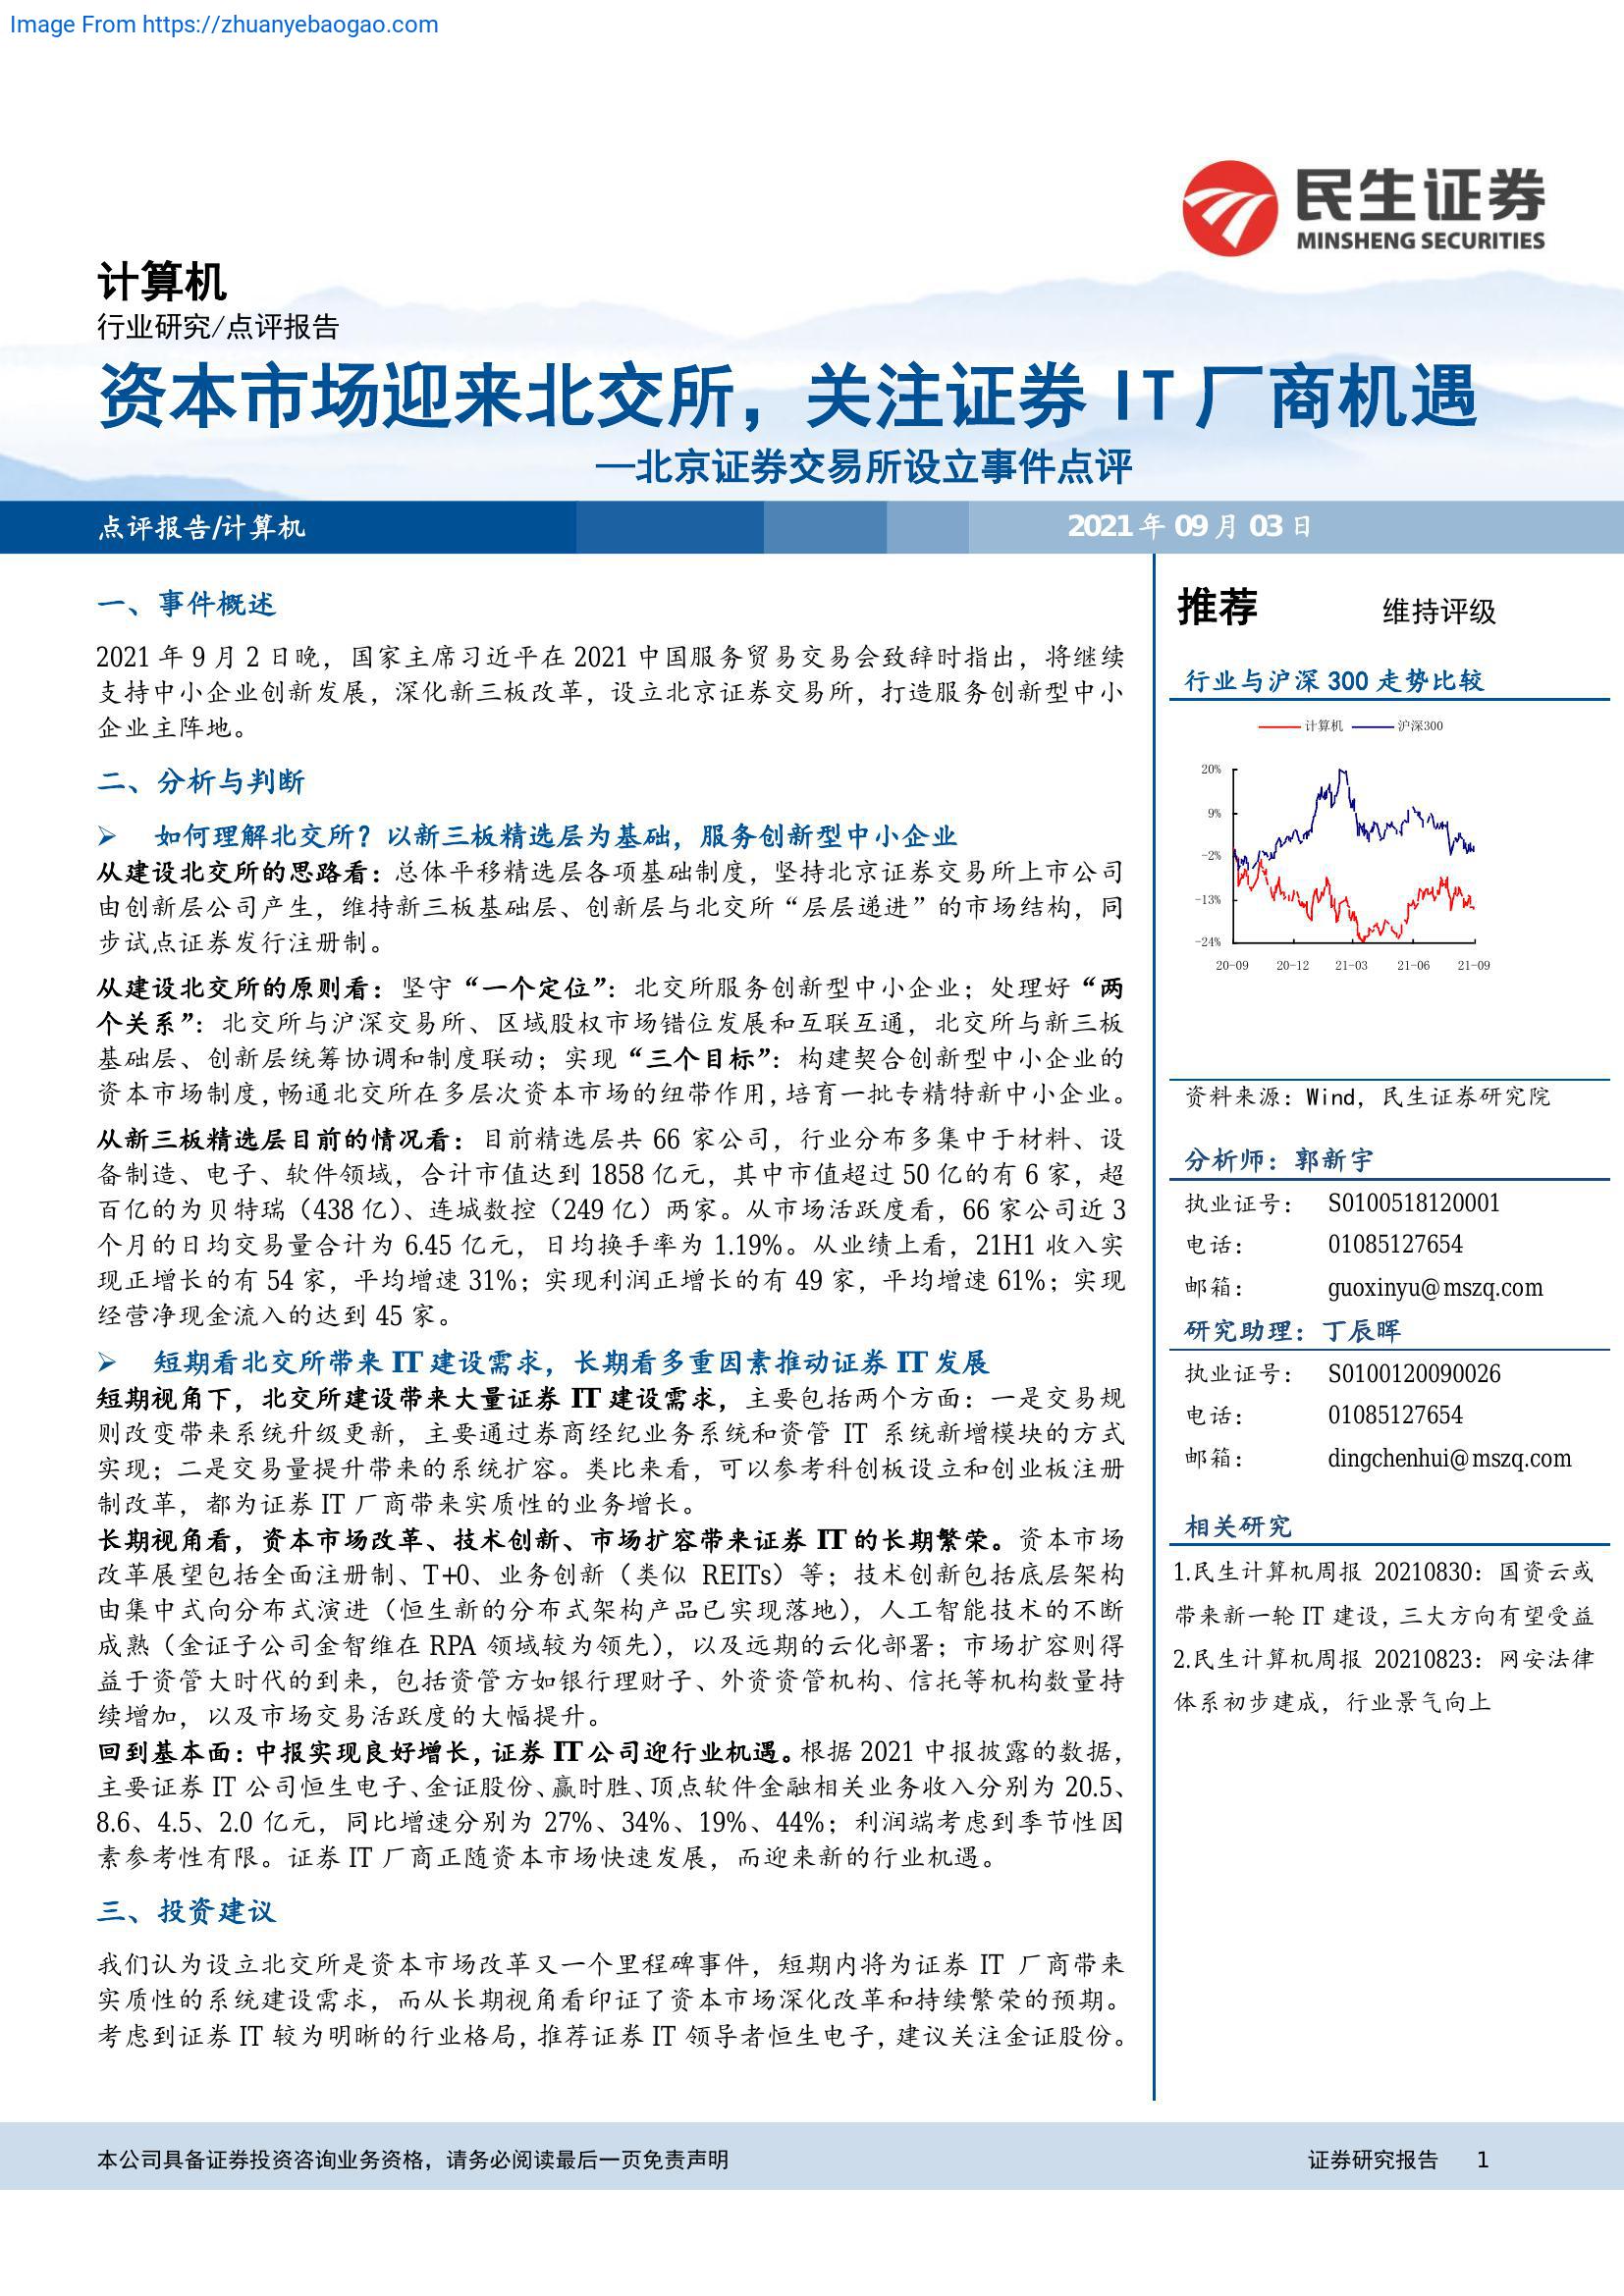 Image From https://zhuanyebaogao.com
民生证券
MINSHENG SECURITIES
计算机
行业研究/点评报告
资本市场迎来北交所，关注证券 IT 厂商机遇
—北京证券交易所设立事件点评
点评报告/计算机
2021 年 09 月 03 日
一、事件概述
2021 年 9 月 2 日晚，国家主席习近平在 2021 中国服务贸易交易会致辞时指出，将继续
支持中小企业创新发展，深化新三板改革，设立北京证券交易所，打造服务创新型中小
企业主阵地。
二、分析与判断
➢ 如何理解北交所？以新三板精选层为基础，服务创新型中小企业
从建设北交所的思路看：总体平移精选层各项基础制度，坚持北京证券交易所上市公司
由创新层公司产生，维持新三板基础层、创新层与北交所“层层递进”的市场结构，同
步试点证券发行注册制。
从建设北交所的原则看：坚守“一个定位”：北交所服务创新型中小企业；处理好“两
个关系”：北交所与沪深交易所、区域股权市场错位发展和互联互通，北交所与新三板
基础层、创新层统筹协调和制度联动；实现“三个目标”：构建契合创新型中小企业的
资本市场制度，畅通北交所在多层次资本市场的纽带作用，培育一批专精特新中小企业。
从新三板精选层目前的情况看：目前精选层共 66 家公司，行业分布多集中于材料、设
备制造、电子、软件领域，合计市值达到 1858 亿元，其中市值超过 50 亿的有 6 家，超
百亿的为贝特瑞（438 亿）、连城数控（249 亿）两家。从市场活跃度看，66 家公司近 3
个月的日均交易量合计为 6.45 亿元，日均换手率为 1.19%。从业绩上看，21H1 收入实
现正增长的有 54 家，平均增速 31%；实现利润正增长的有 49 家，平均增速 61%；实现
经营净现金流入的达到 45 家。
➢ 短期看北交所带来 IT 建设需求，长期看多重因素推动证券 IT 发展
短期视角下，北交所建设带来大量证券 IT 建设需求，主要包括两个方面：一是交易规
则改变带来系统升级更新，主要通过券商经纪业务系统和资管 IT 系统新增模块的方式
实现；二是交易量提升带来的系统扩容。类比来看，可以参考科创板设立和创业板注册
制改革，都为证券 IT 厂商带来实质性的业务增长。
长期视角看，资本市场改革、技术创新、市场扩容带来证券 IT 的长期繁荣。资本市场
改革展望包括全面注册制、T+0、业务创新（类似 REITs）等；技术创新包括底层架构
由集中式向分布式演进（恒生新的分布式架构产品已实现落地），人工智能技术的不断
成熟（金证子公司金智维在 RPA 领域较为领先），以及远期的云化部署；市场扩容则得
益于资管大时代的到来，包括资管方如银行理财子、外资资管机构、信托等机构数量持
续增加，以及市场交易活跃度的大幅提升。
回到基本面：中报实现良好增长，证券 IT 公司迎行业机遇。根据 2021 中报披露的数据，
主要证券 IT 公司恒生电子、金证股份、赢时胜、顶点软件金融相关业务收入分别为 20.5、
8.6、4.5、2.0 亿元，同比增速分别为 27%、34%、19%、44%；利润端考虑到季节性因
素参考性有限。证券 IT 厂商正随资本市场快速发展，而迎来新的行业机遇。
三、投资建议
我们认为设立北交所是资本市场改革又一个里程碑事件，短期内将为证券 IT 厂商带来
实质性的系统建设需求，而从长期视角看印证了资本市场深化改革和持续繁荣的预期。
考虑到证券 IT 较为明晰的行业格局，推荐证券 IT 领导者恒生电子，建议关注金证股份。
推荐 维持评级
行业与沪深 300 走势比较
计算机 沪深300
20%
9%
-2%
-13%
-24%
20-09 20-12 21-03 21-06 21-09
资料来源：Wind，民生证券研究院
分析师：郭新宇
执业证号： S0100518120001
电话： 01085127654
邮箱： guoxinyu@mszq.com
研究助理：丁辰晖
执业证号： S0100120090026
电话： 01085127654
邮箱： dingchenhui@mszq.com
相关研究
1.民生计算机周报 20210830：国资云或
带来新一轮 IT 建设，三大方向有望受益
2.民生计算机周报 20210823：网安法律
体系初步建成，行业景气向上
本公司具备证券投资咨询业务资格，请务必阅读最后一页免责声明
证券研究报告 1